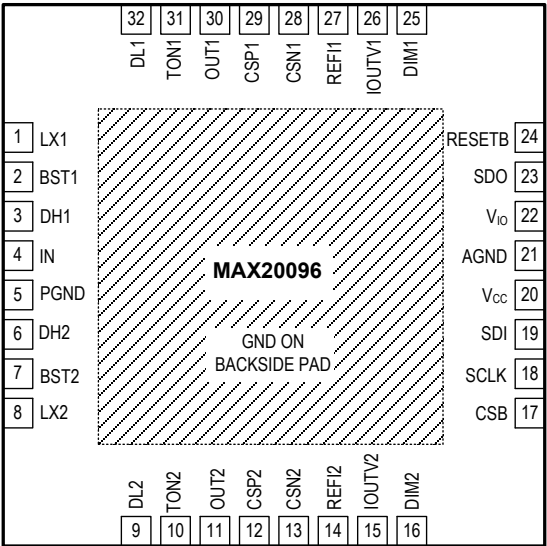 32 31 30 29 28 27 26 25
DL1 TON1 OUT1 CSP1 CSN1 REFI1 IOUTV1 DIM1
1 LX1
2 BST1
3 DH1
4 IN
5 PGND
6 DH2
7 BST2
8 LX2
MAX20096
GND ON
BACKSIDE PAD
RESETB 24
SDO 23
VIO 22
AGND 21
VCC 20
SDI 19
SCLK 18
CSB 17
DL2 TON2 OUT2 CSP2 CSN2 REFI2 IOUTV2 DIM2
9 10 11 12 13 14 15 16